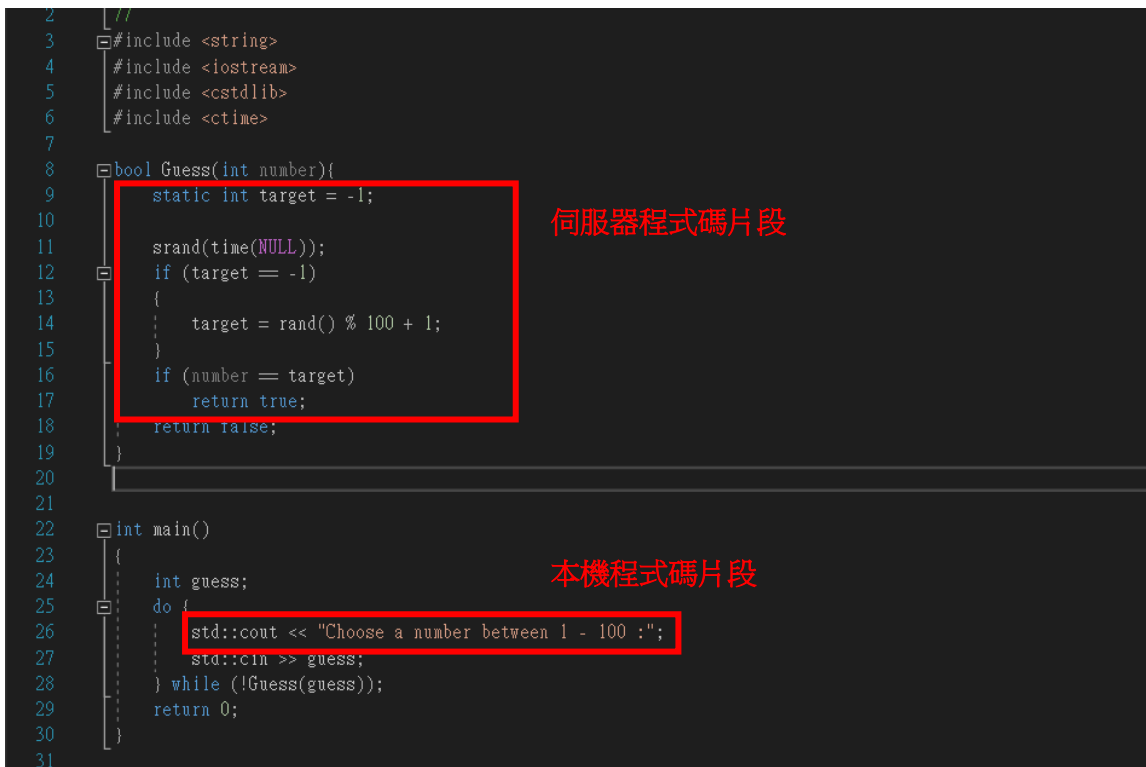 2 //
3 #include <string>
4 #include <iostream>
5 #include <cstdlib>
6 #include <ctime>
7
8 bool Guess(int number){
9 static int target = -1;
伺服器程式碼片段
10
11 srand(time(NULL));
12 if (target == -1)
13 {
14 target = rand() % 100 + 1;
15 }
16 if (number == target)
17 return true;
18 return false;
19 }
20
21
22 int main()
23 {
本機程式碼片段
24 int guess;
25 do {
26 std::cout << "Choose a number between 1 - 100 :";
27 std::cin >> guess;
28 } while (!Guess(guess));
29 return 0;
30 }
31